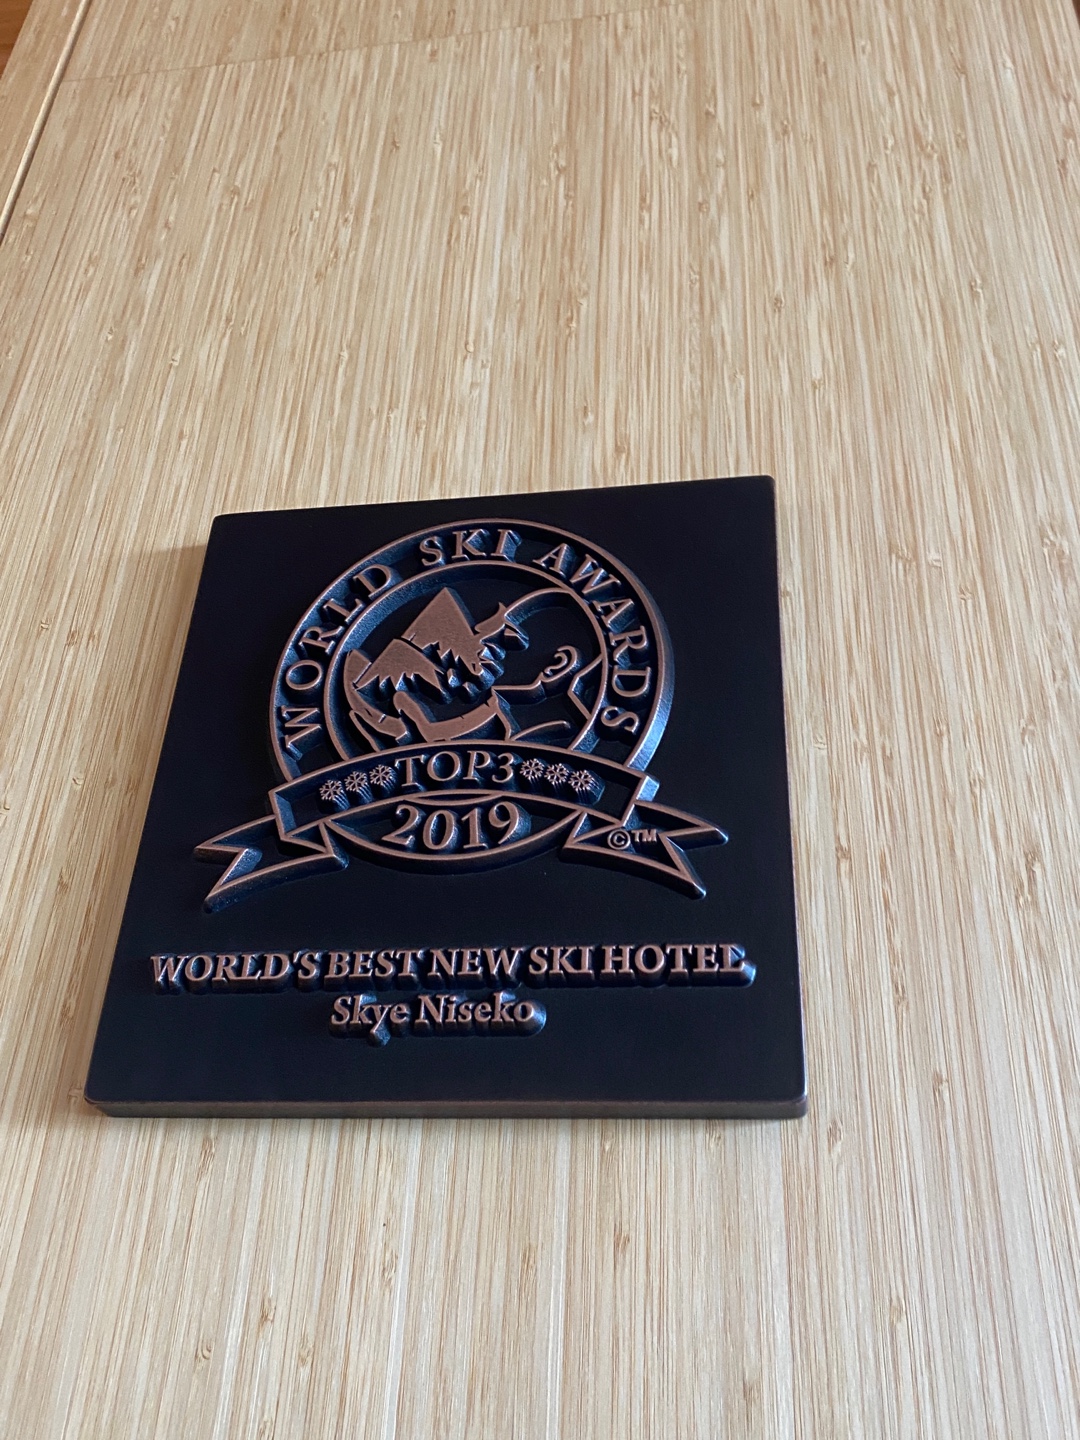 WORLD SKI AWARDS
TOP3
2019
©™
WORLD'S BEST NEW SKI HOTEL
Skye Niseko